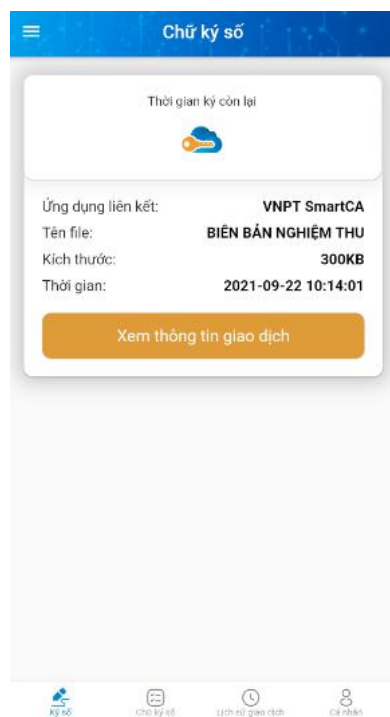 Chữ ký số
Thời gian ký còn lại
Ứng dụng liên kết: VNPT SmartCA
Tên file: BIÊN BẢN NGHIỆM THU
Kích thước: 300KB
Thời gian: 2021-09-22 10:14:01
Xem thông tin giao dịch
Ký số Chờ ký số Lịch sử giao dịch Cá nhân